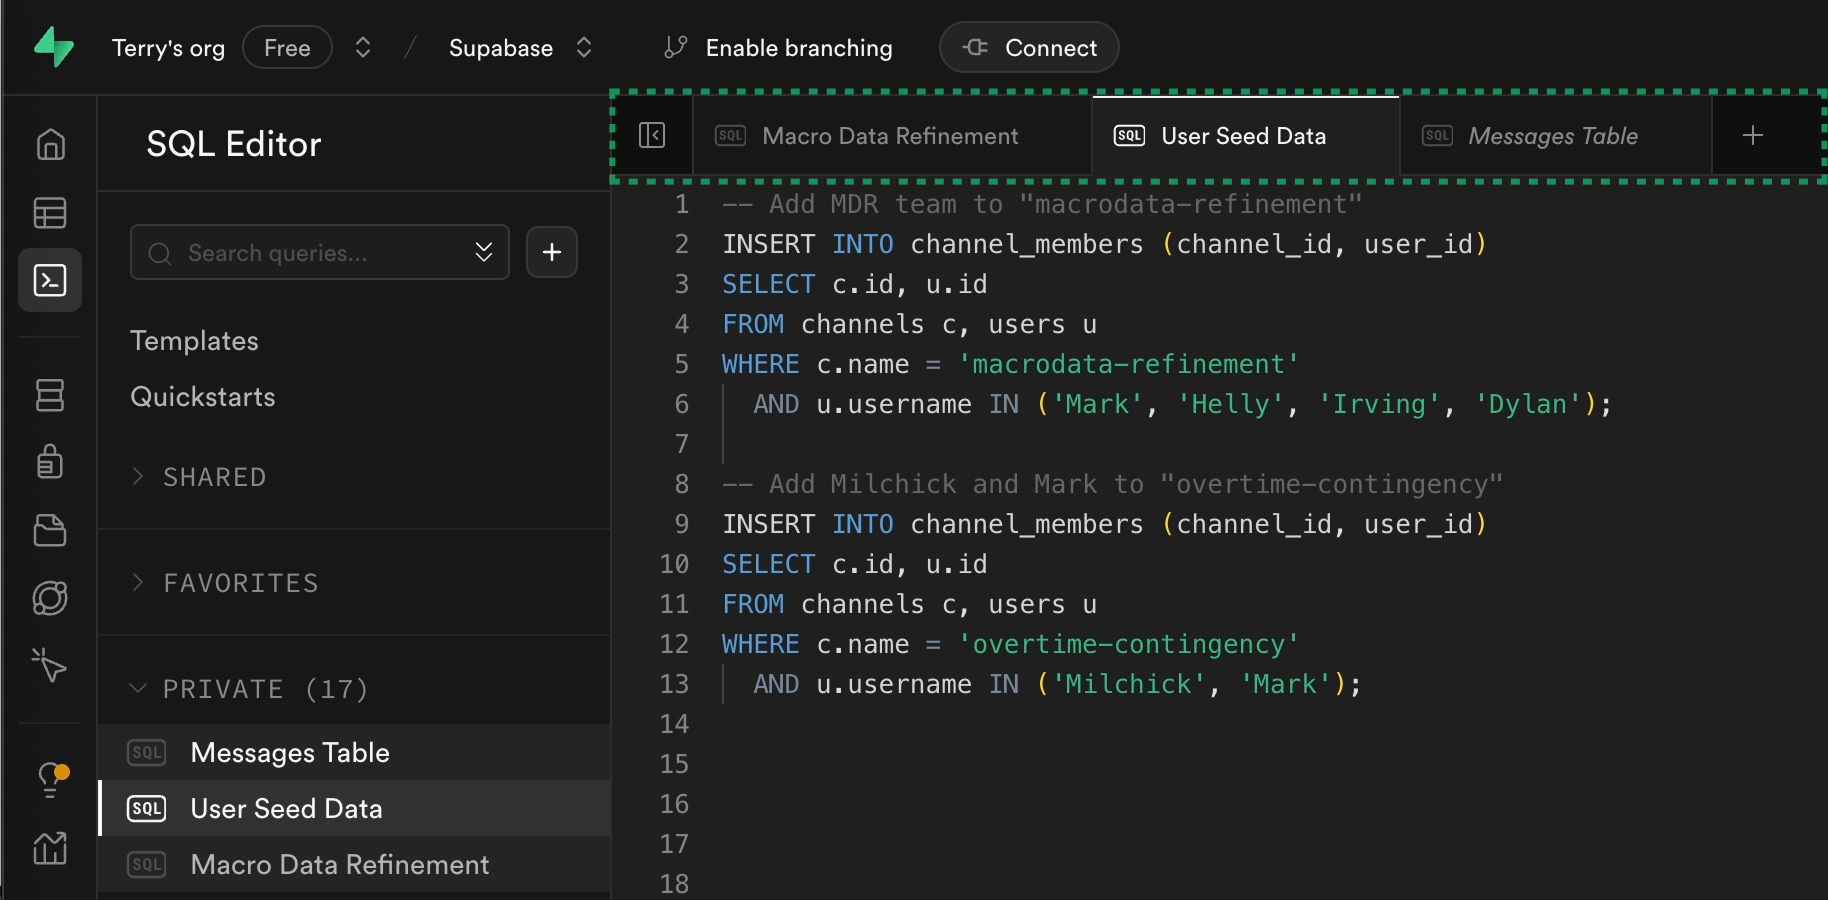 Terry's org Free / Supabase Enable branching Connect
SQL Editor
Search queries...
Templates
Quickstarts
SHARED
FAVORITES
PRIVATE (17)
SQL Messages Table
SQL User Seed Data
SQL Macro Data Refinement
SQL Macro Data Refinement SQL User Seed Data SQL Messages Table
1 -- Add MDR team to "macrodata-refinement"
2 INSERT INTO channel_members (channel_id, user_id)
3 SELECT c.id, u.id
4 FROM channels c, users u
5 WHERE c.name = 'macrodata-refinement'
6 AND u.username IN ('Mark', 'Helly', 'Irving', 'Dylan');
7
8 -- Add Milchick and Mark to "overtime-contingency"
9 INSERT INTO channel_members (channel_id, user_id)
10 SELECT c.id, u.id
11 FROM channels c, users u
12 WHERE c.name = 'overtime-contingency'
13 AND u.username IN ('Milchick', 'Mark');
14
15
16
17
18